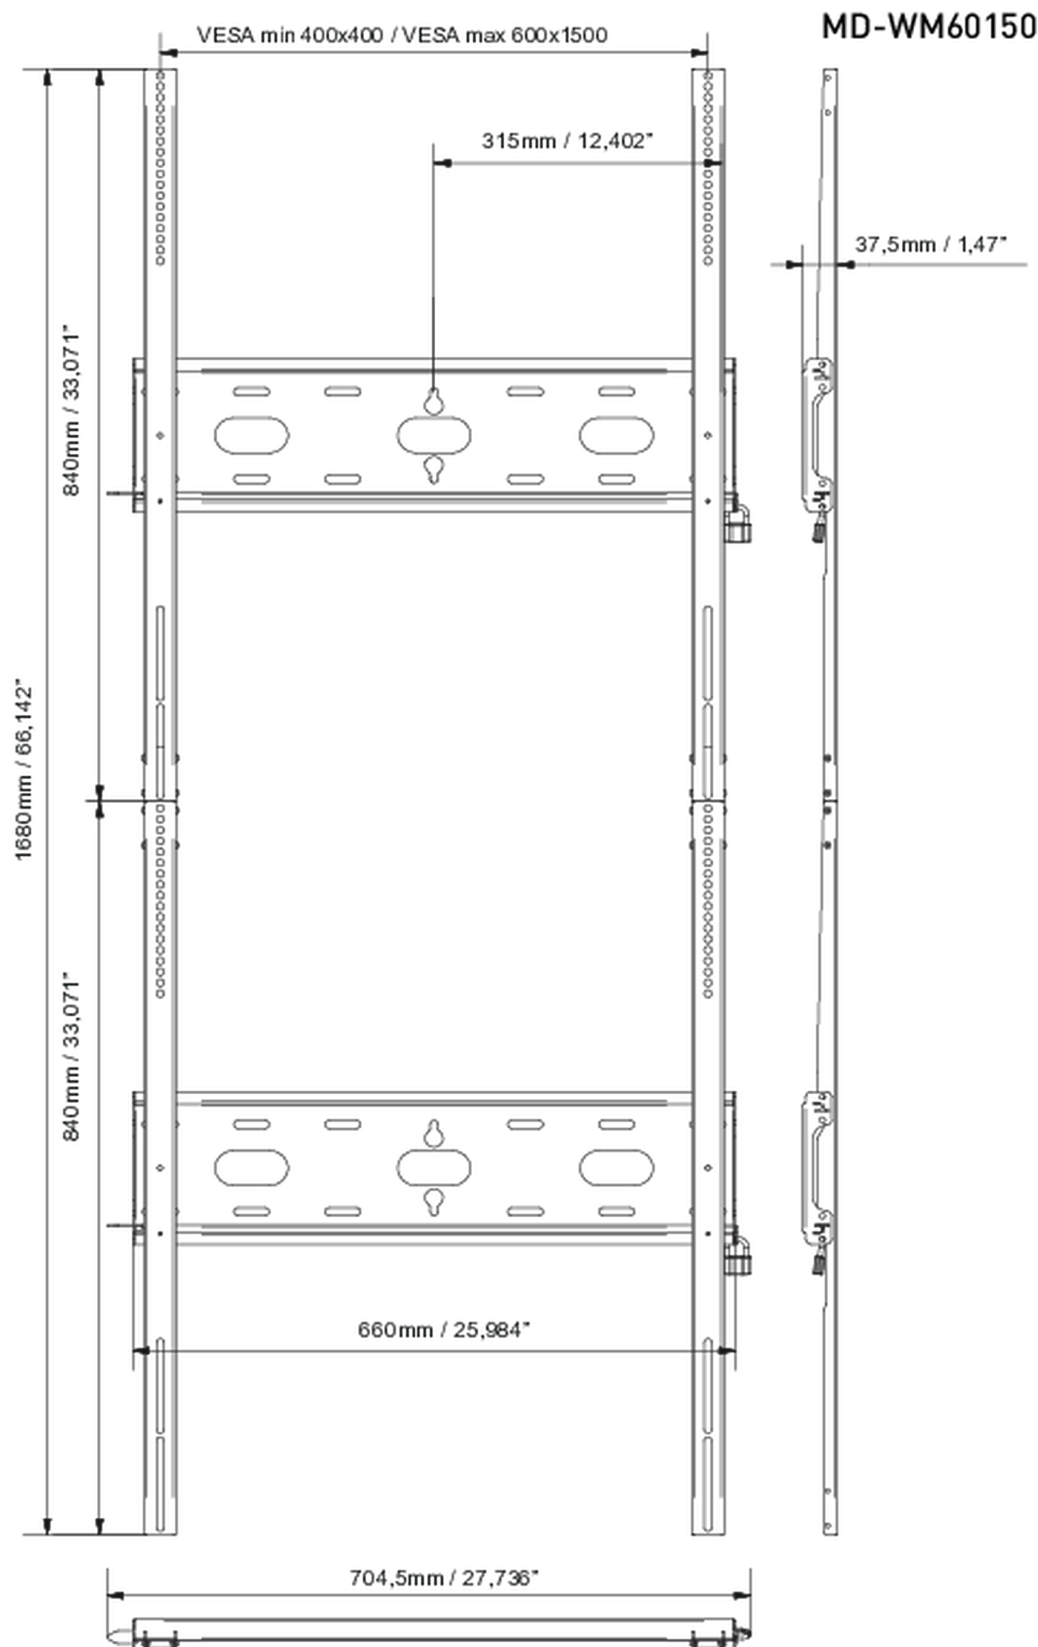 MD-WM60150
VESA min 400x400 / VESA max 600x1500
315mm / 12,402”
37,5mm / 1,47”
840mm / 33,071”
1680mm / 66,142”
840mm / 33,071”
660mm / 25,984”
704,5mm / 27,736”